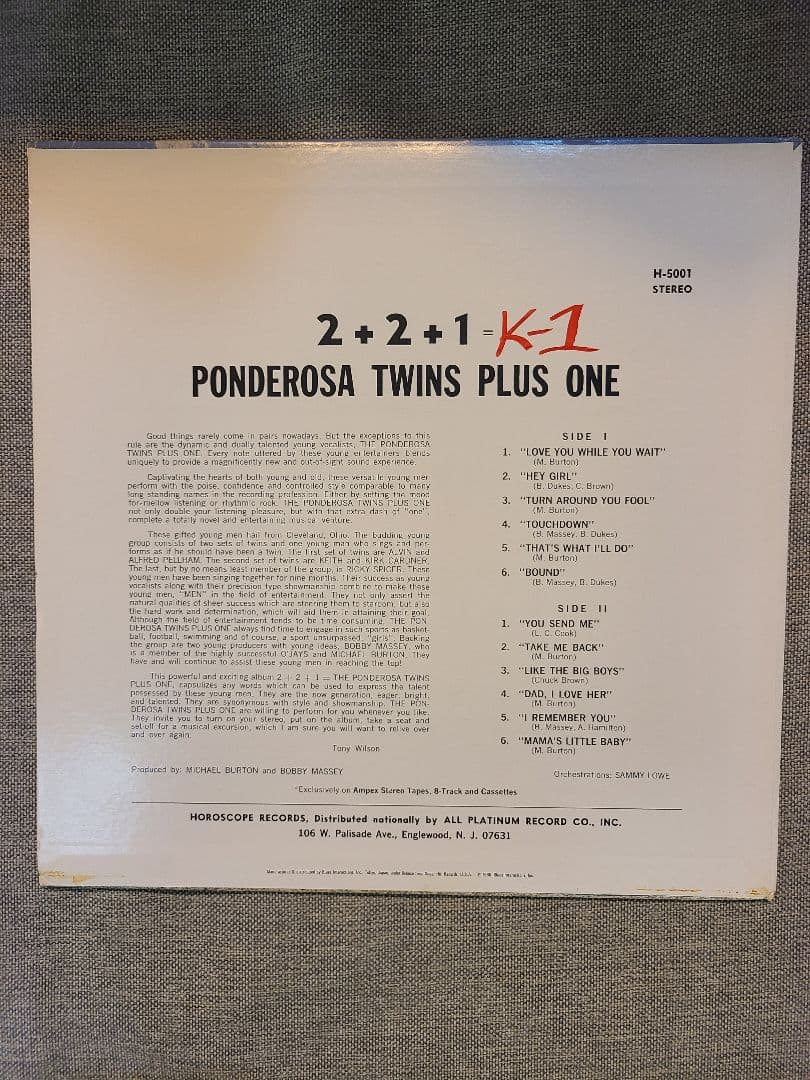 H-5001
STEREO
2 + 2 + 1 = K-1
PONDEROSA TWINS PLUS ONE
Good things rarely come in pairs nowadays. But the exceptions to this
rule are the dynamic and dually talented young vocalists, THE PONDEROSA
TWINS PLUS ONE. Every note uttered by these young entertainers blends
uniquely to provide a magnificently new and out-of-sight sound experience.
Captivating the hearts of both young and old, these versatile young men
perform with the poise, confidence and controlled style comparable to many
long standing names in the recording profession. Either by setting the mood
for mellow listening or rhythmic rock, THE PONDEROSA TWINS PLUS ONE
not only double your listening pleasure, but with that extra dash of "one",
complete a totally novel and entertaining musical venture.
These gifted young men hail from Cleveland, Ohio. The budding young
group consists of two sets of twins and one young man who sings and per-
forms as if he should have been a twin. The first set of twins are ALVIN and
ALFRED PELHAM. The second set of twins are KEITH and KIRK GARDNER.
The last, but by no means least member of the group, is RICKY SPICER. These
young men have been singing together for nine months. Their success as young
vocalists along with their precision type showmanship combine to make these
young men, "MEN" in the field of entertainment. They not only assert the
natural qualities of sheer success which are steering them to stardom, but also
the hard work and determination, which will aid them in attaining their goal.
Although the field of entertainment tends to be time consuming, THE PON-
DEROSA TWINS PLUS ONE always find time to engage in such sports as basket-
ball, football, swimming and of course, a sport unsurpassed, "girls". Backing
the group are two young producers with young ideas, BOBBY MASSEY, who
is a member of the highly successful O'JAYS and MICHAEL BURTON. They
have and will continue to assist these young men in reaching the top!
This powerful and exciting album 2 + 2 + 1 = THE PONDEROSA TWINS
PLUS ONE, capsulizes any words which can be used to express the talent
possessed by these young men. They are the now generation, eager, bright,
and talented. They are synonymous with style and showmanship. THE PON-
DEROSA TWINS PLUS ONE are willing to perform for you whenever you like.
They invite you to turn on your stereo, put on the album, take a seat and
set-off for a musical excursion, which I am sure you will want to relive over
and over again.
Tony Wilson
Produced by: MICHAEL BURTON and BOBBY MASSEY
SIDE I
1. "LOVE YOU WHILE YOU WAIT"
(M. Burton)
2. "HEY GIRL"
(B. Dukes, C. Brown)
3. "TURN AROUND YOU FOOL"
(M. Burton)
4. "TOUCHDOWN"
(B. Massey, B. Dukes)
5. "THAT'S WHAT I'LL DO"
(M. Burton)
6. "BOUND"
(B. Massey, B. Dukes)
SIDE II
1. "YOU SEND ME"
(L. C. Cook)
2. "TAKE ME BACK"
(M. Burton)
3. "LIKE THE BIG BOYS"
(Chuck Brown)
4. "DAD, I LOVE HER"
(M. Burton)
5. "I REMEMBER YOU"
(H. Massey, A. Hamilton)
6. "MAMA'S LITTLE BABY"
(M. Burton)
Orchestrations: SAMMY LOWE
*Exclusively on Ampex Stereo Tapes, 8-Track and Cassettes
HOROSCOPE RECORDS, Distributed nationally by ALL PLATINUM RECORD CO., INC.
106 W. Palisade Ave., Englewood, N. J. 07631